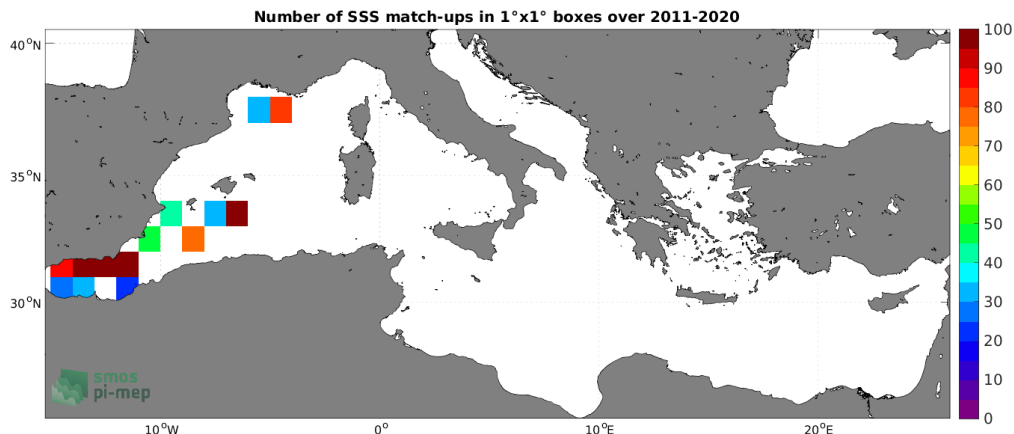 Number of SSS match-ups in 1°x1° boxes over 2011-2020
40°N
35°N
30°N
10°W
0°
10°E
20°E
100
90
80
70
60
50
40
30
20
10
0
smos
pi-mep